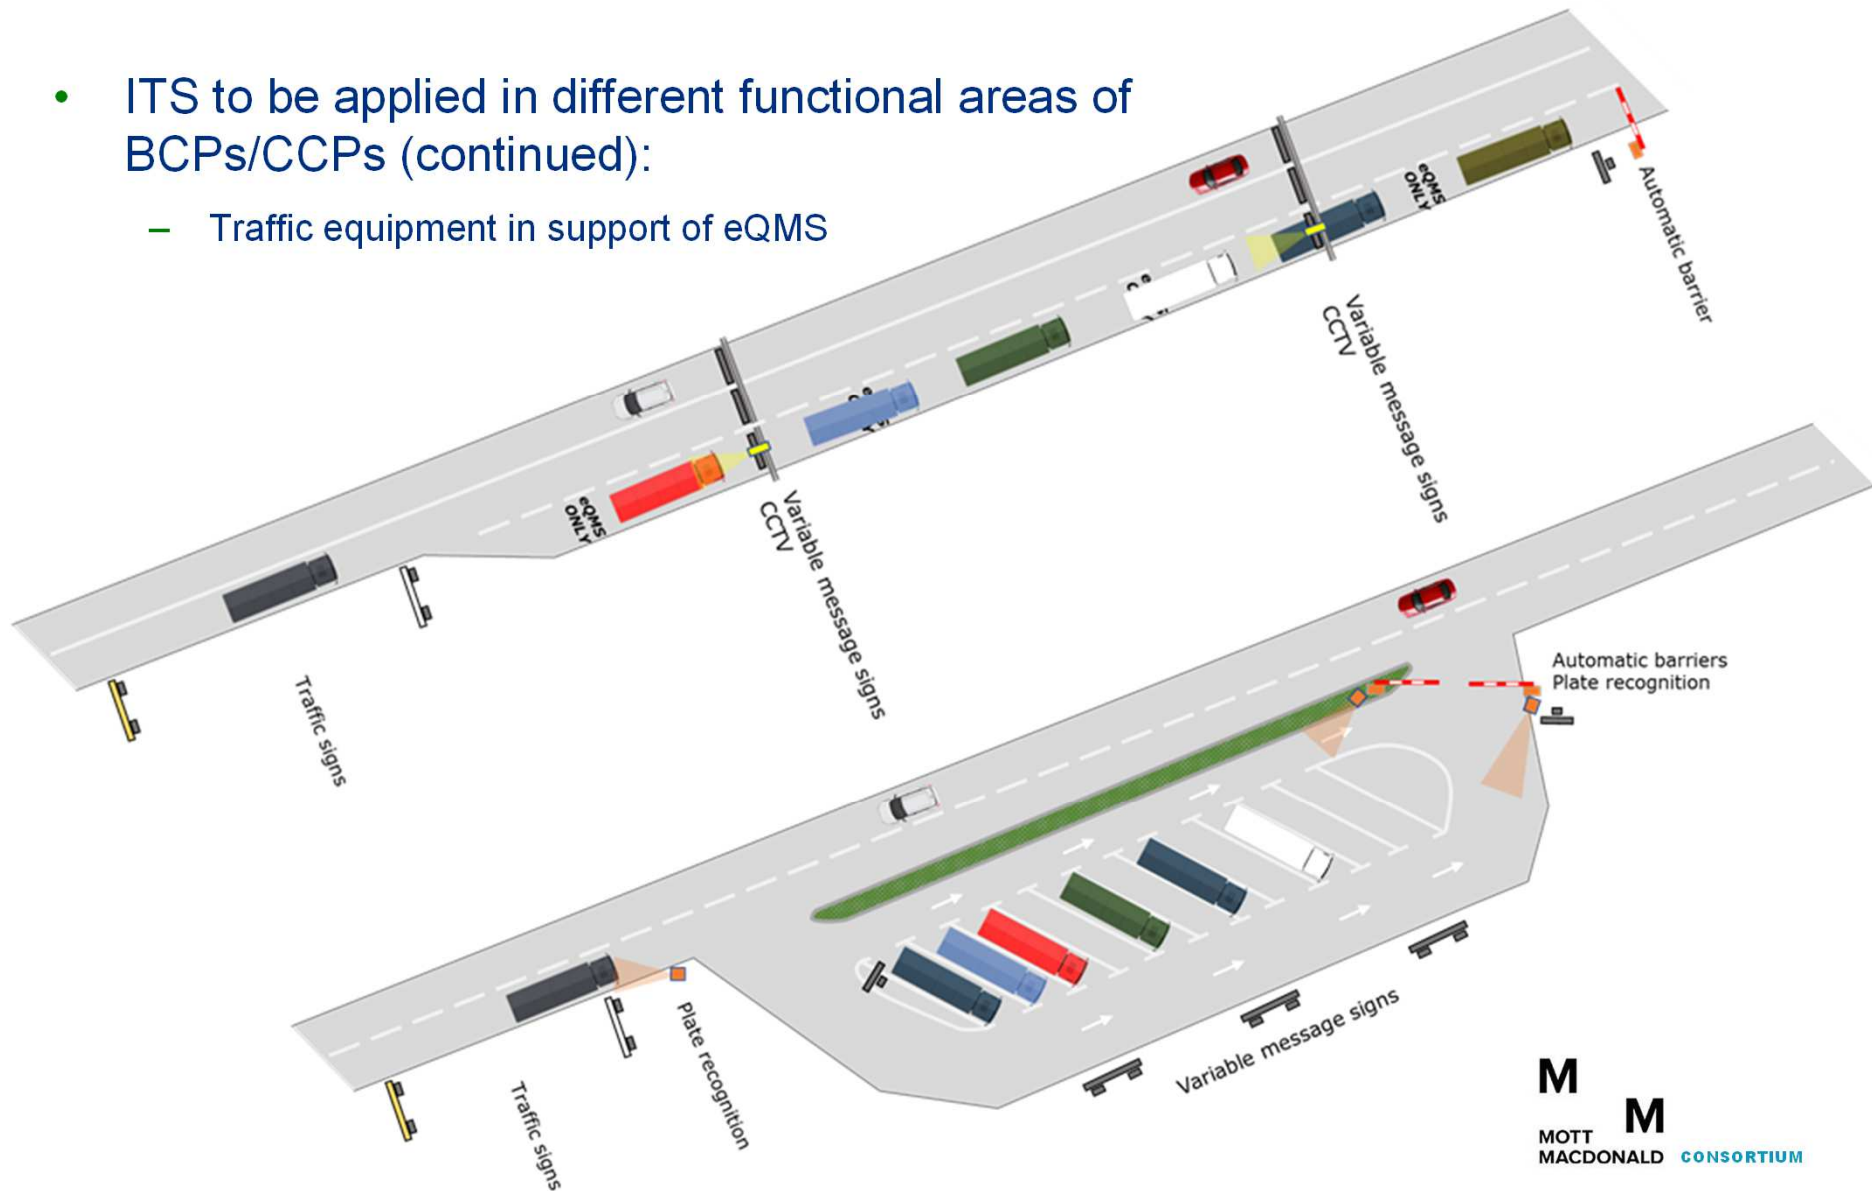 • ITS to be applied in different functional areas of
BCPs/CCPs (continued):
– Traffic equipment in support of eQMS
eQMS
ONLY
Automatic barrier
Variable message signs
CCTV
eQMS
ONLY
Variable message signs
CCTV
Traffic signs
Automatic barriers
Plate recognition
Variable message signs
Plate recognition
Traffic signs
M
M
MOTT
MACDONALD CONSORTIUM